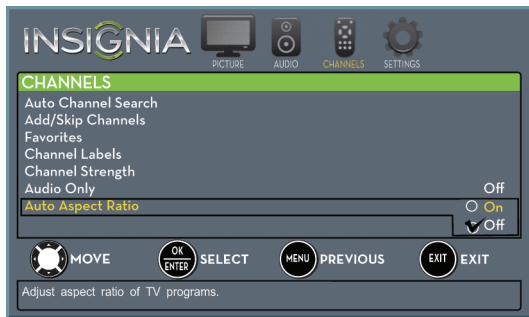 INSIGNIA
PICTURE AUDIO CHANNELS SETTINGS
CHANNELS
Auto Channel Search
Add/Skip Channels
Favorites
Channel Labels
Channel Strength
Audio Only Off
Auto Aspect Ratio On
Off
MOVE OK ENTER SELECT MENU PREVIOUS EXIT EXIT
Adjust aspect ratio of TV programs.